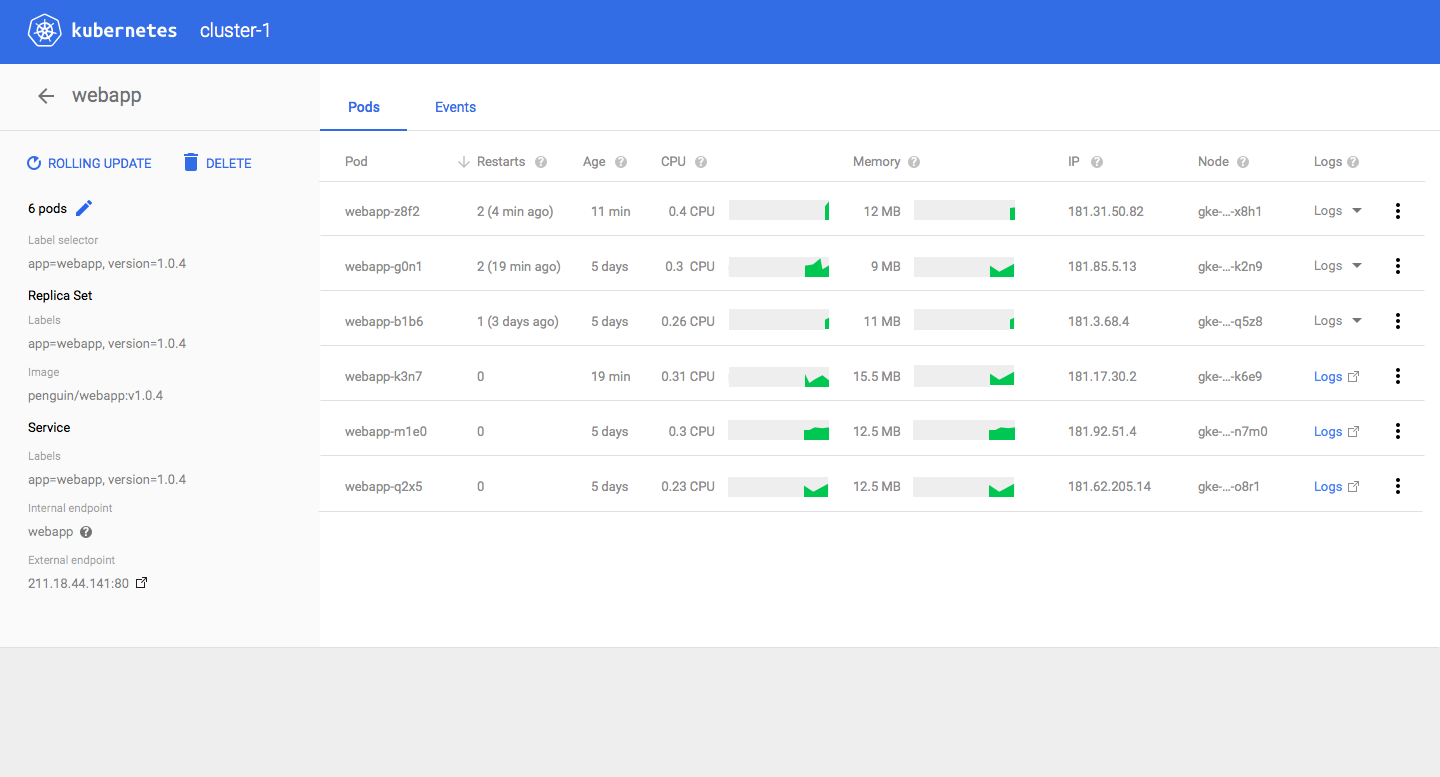 kubernetes cluster-1
webapp
Pods Events
ROLLING UPDATE DELETE
6 pods
Label selector
app=webapp, version=1.0.4
Replica Set
Labels
app=webapp, version=1.0.4
Image
penguin/webapp:v1.0.4
Service
Labels
app=webapp, version=1.0.4
Internal endpoint
webapp ?
External endpoint
211.18.44.141:80
Pod Restarts ? Age ? CPU ? Memory ? IP ? Node ? Logs ?
webapp-z8f2 2 (4 min ago) 11 min 0.4 CPU 12 MB 181.31.50.82 gke-...-x8h1 Logs
webapp-g0n1 2 (19 min ago) 5 days 0.3 CPU 9 MB 181.85.5.13 gke-...-k2n9 Logs
webapp-b1b6 1 (3 days ago) 5 days 0.26 CPU 11 MB 181.3.68.4 gke-...-q5z8 Logs
webapp-k3n7 0 19 min 0.31 CPU 15.5 MB 181.17.30.2 gke-...-k6e9 Logs
webapp-m1e0 0 5 days 0.3 CPU 12.5 MB 181.92.51.4 gke-...-n7m0 Logs
webapp-q2x5 0 5 days 0.23 CPU 12.5 MB 181.62.205.14 gke-...-o8r1 Logs